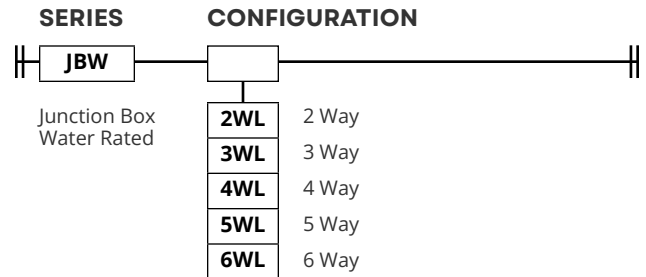 SERIES CONFIGURATION
JBW
Junction Box
Water Rated
2WL 2 Way
3WL 3 Way
4WL 4 Way
5WL 5 Way
6WL 6 Way